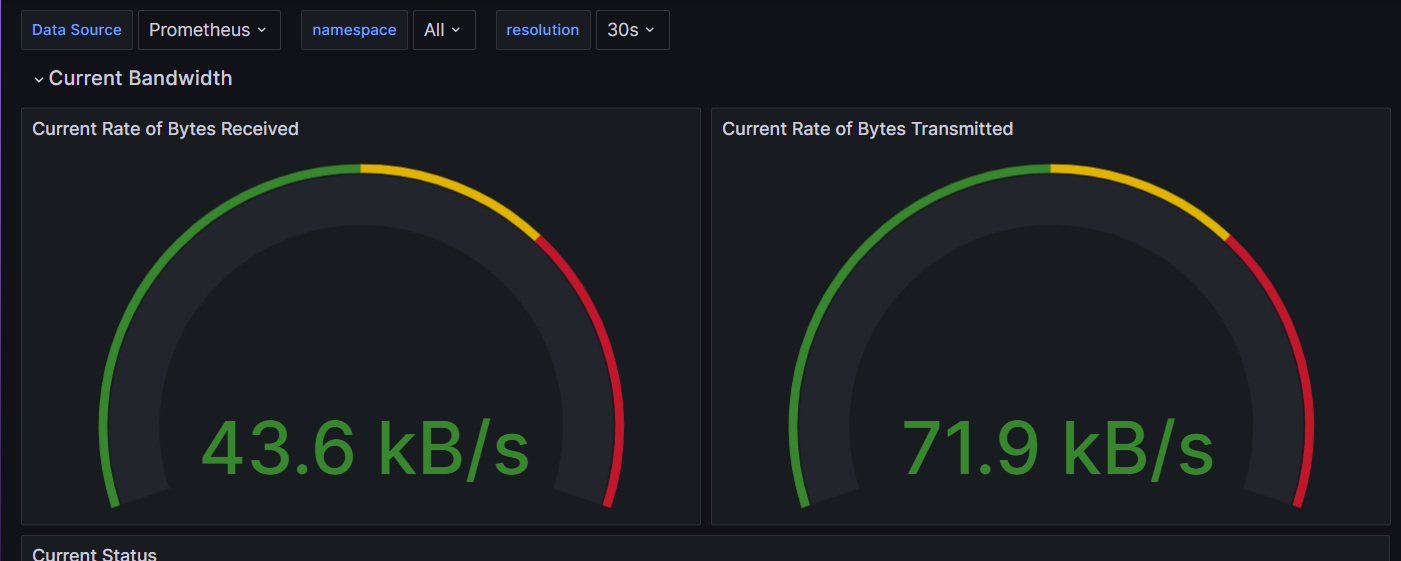 Data Source Prometheus namespace All resolution 30s
Current Bandwidth
Current Rate of Bytes Received
43.6 kB/s
Current Rate of Bytes Transmitted
71.9 kB/s
Current Status